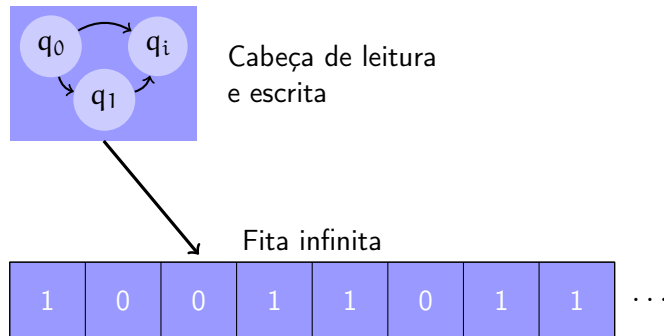 q₀ qᵢ
q₁
Cabeça de leitura
e escrita
Fita infinita
1 0 0 1 1 0 1 1 ...